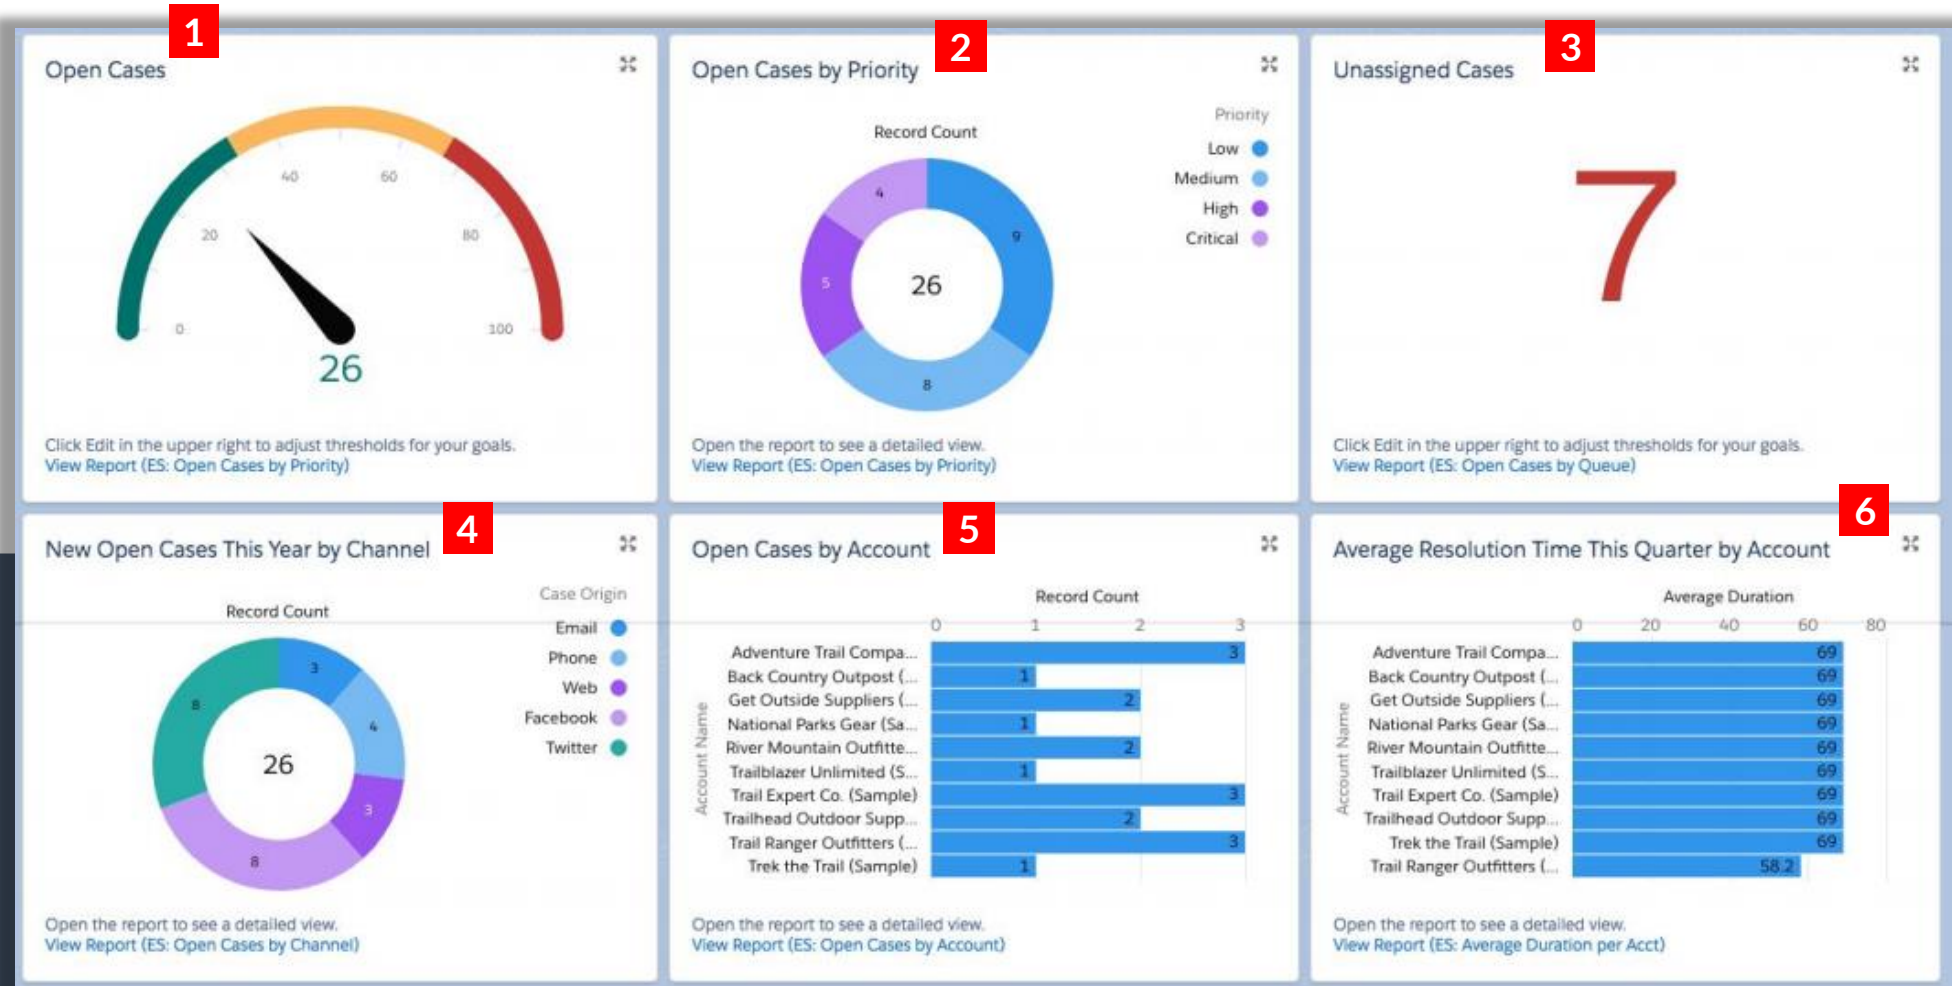 1
Open Cases
40
60
20
80
0
100
26
Click Edit in the upper right to adjust thresholds for your goals.
View Report (ES: Open Cases by Priority)
2
Open Cases by Priority
Priority
Record Count
Low
Medium
High
Critical
4
9
5
26
8
Open the report to see a detailed view.
View Report (ES: Open Cases by Priority)
3
Unassigned Cases
7
Click Edit in the upper right to adjust thresholds for your goals.
View Report (ES: Open Cases by Queue)
4
New Open Cases This Year by Channel
Case Origin
Record Count
Email
Phone
Web
Facebook
Twitter
3
8
4
26
3
8
Open the report to see a detailed view.
View Report (ES: Open Cases by Channel)
5
Open Cases by Account
Record Count
0 1 2 3
Account Name
Adventure Trail Compa... 3
Back Country Outpost (... 1
Get Outside Suppliers (... 2
National Parks Gear (Sa... 1
River Mountain Outfitte... 2
Trailblazer Unlimited (S... 1
Trail Expert Co. (Sample) 3
Trailhead Outdoor Supp... 2
Trail Ranger Outfitters (... 3
Trek the Trail (Sample) 1
Open the report to see a detailed view.
View Report (ES: Open Cases by Account)
6
Average Resolution Time This Quarter by Account
Average Duration
0 20 40 60 80
Account Name
Adventure Trail Compa... 69
Back Country Outpost (... 69
Get Outside Suppliers (... 69
National Parks Gear (Sa... 69
River Mountain Outfitte... 69
Trailblazer Unlimited (S... 69
Trail Expert Co. (Sample) 69
Trailhead Outdoor Supp... 69
Trek the Trail (Sample) 69
Trail Ranger Outfitters (... 58.2
Open the report to see a detailed view.
View Report (ES: Average Duration per Acct)